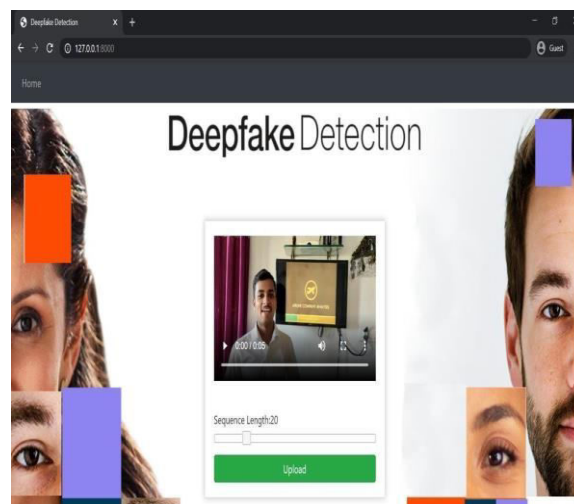 Deepfake Detection
127.0.0.1:8000
Guest
Home
Deepfake Detection
0:00 / 0:05
Sequence Length:20
Upload